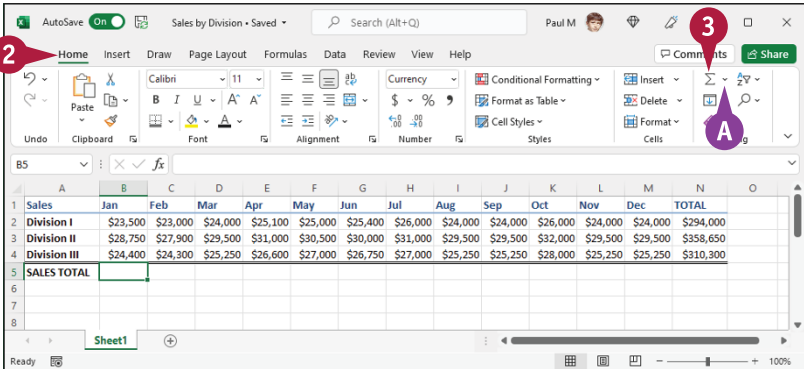 AutoSave On Sales by Division • Saved Search (Alt+Q) Paul M
3
2 Home Insert Draw Page Layout Formulas Data Review View Help Comments Share
Calibri 11 ab Currency Conditional Formatting Insert Σ
Paste B I U A A $ % 9 Format as Table Delete
A Cell Styles Format A
Undo Clipboard Font Alignment Number Styles Cells
B5 fx
A B C D E F G H I J K L M N O
1 Sales Jan Feb Mar Apr May Jun Jul Aug Sep Oct Nov Dec TOTAL
2 Division I $23,500 $23,000 $24,000 $25,100 $25,000 $25,400 $26,000 $24,000 $24,000 $26,000 $24,000 $24,000 $294,000
3 Division II $28,750 $27,900 $29,500 $31,000 $30,500 $30,000 $31,000 $29,500 $29,500 $32,000 $29,500 $29,500 $358,650
4 Division III $24,400 $24,300 $25,250 $26,600 $27,000 $26,750 $27,000 $25,250 $25,250 $28,000 $25,250 $25,250 $310,300
5 SALES TOTAL
6
7
8
Sheet1
Ready 100%